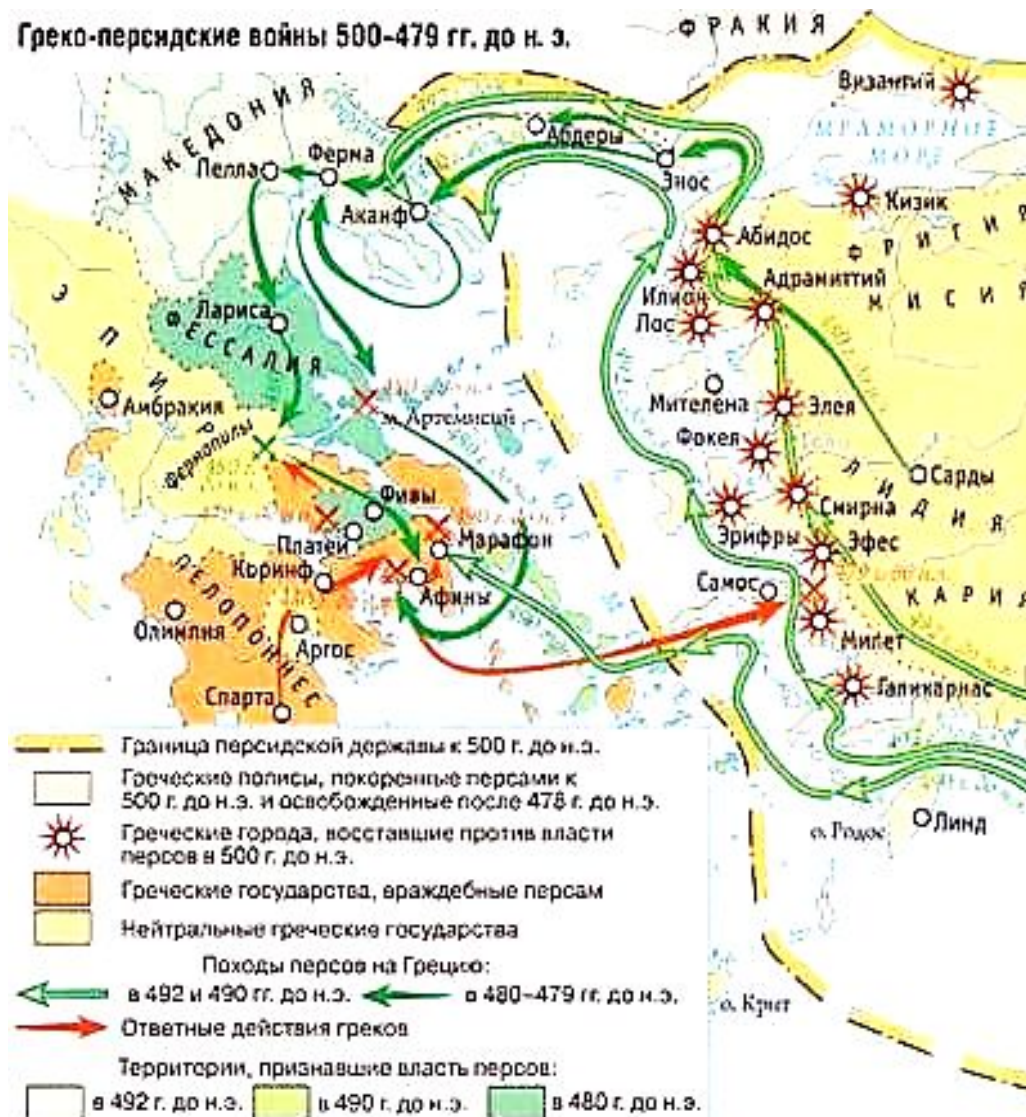 Греко-персидские войны 500–479 гг. до н. э.
ФРАКИЯ
Византий
МРАМОРНОЕ
МОРЕ
МАКЕДОНИЯ
Пелла
Ферма
Абдеры
Энос
Кизик
Аканф
Абидос
ФРИГИЯ
Адрамиттий
МИСИЯ
Илион
Лос
Лариса
ФЕССАЛИЯ
ЭПИР
Амбракия
м. Артемисий
Мителена
Элея
Фокея
Фермопилы
Сарды
ЛИДИЯ
Фивы
Смирна
Платеи
Марафон
Эрифры
Эфес
Коринф
Афины
Самос
КАРИЯ
ПЕЛОПОННЕС
Олимпия
Аргос
Милет
Спарта
Галикарнас
о. Родос
Линд
о. Крит
Граница персидской державы к 500 г. до н.э.
Греческие полисы, покоренные персами к
500 г. до н.э. и освобожденные после 478 г. до н.э.
Греческие города, восставшие против власти
персов в 500 г. до н.э.
Греческие государства, враждебные персам
Нейтральные греческие государства
Походы персов на Грецию:
в 492 и 490 гг. до н.э.
в 480–479 гг. до н.э.
Ответные действия греков
Территории, признавшие власть персов:
в 492 г. до н.э.
в 490 г. до н.э.
в 480 г. до н.э.